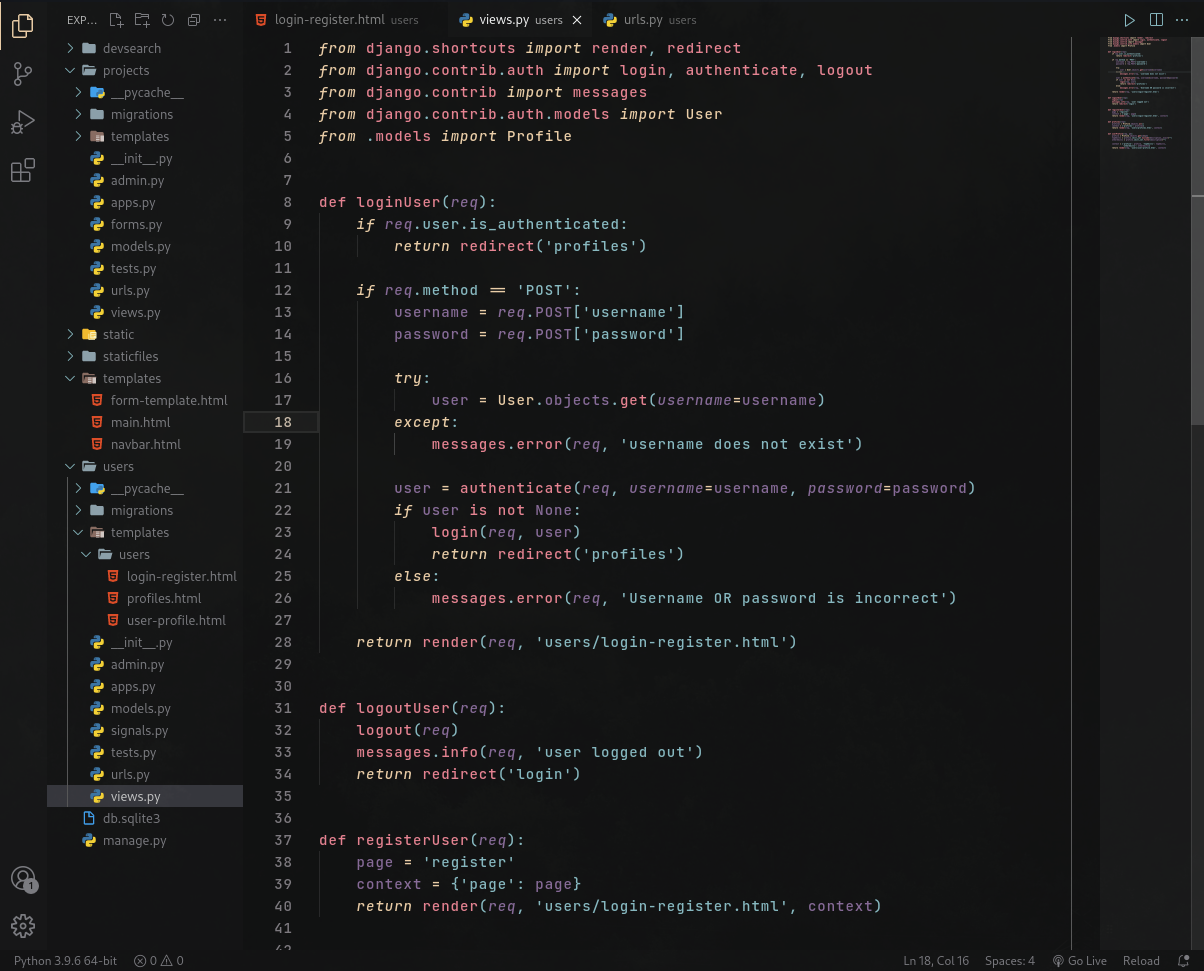 EXP... ···
login-register.html users
views.py users ×
urls.py users
devsearch
projects
__pycache__
migrations
templates
__init__.py
admin.py
apps.py
forms.py
models.py
tests.py
urls.py
views.py
static
staticfiles
templates
form-template.html
main.html
navbar.html
users
__pycache__
migrations
templates
users
login-register.html
profiles.html
user-profile.html
__init__.py
admin.py
apps.py
models.py
signals.py
tests.py
urls.py
views.py
db.sqlite3
manage.py
1 from django.shortcuts import render, redirect
2 from django.contrib.auth import login, authenticate, logout
3 from django.contrib import messages
4 from django.contrib.auth.models import User
5 from .models import Profile
6
7
8 def loginUser(req):
9     if req.user.is_authenticated:
10         return redirect('profiles')
11
12     if req.method == 'POST':
13         username = req.POST['username']
14         password = req.POST['password']
15
16         try:
17             user = User.objects.get(username=username)
18         except:
19             messages.error(req, 'username does not exist')
20
21         user = authenticate(req, username=username, password=password)
22         if user is not None:
23             login(req, user)
24             return redirect('profiles')
25         else:
26             messages.error(req, 'Username OR password is incorrect')
27
28     return render(req, 'users/login-register.html')
29
30
31 def logoutUser(req):
32     logout(req)
33     messages.info(req, 'user logged out')
34     return redirect('login')
35
36
37 def registerUser(req):
38     page = 'register'
39     context = {'page': page}
40     return render(req, 'users/login-register.html', context)
41
42
1
Python 3.9.6 64-bit 0 0 Ln 18, Col 16 Spaces: 4 Go Live Reload